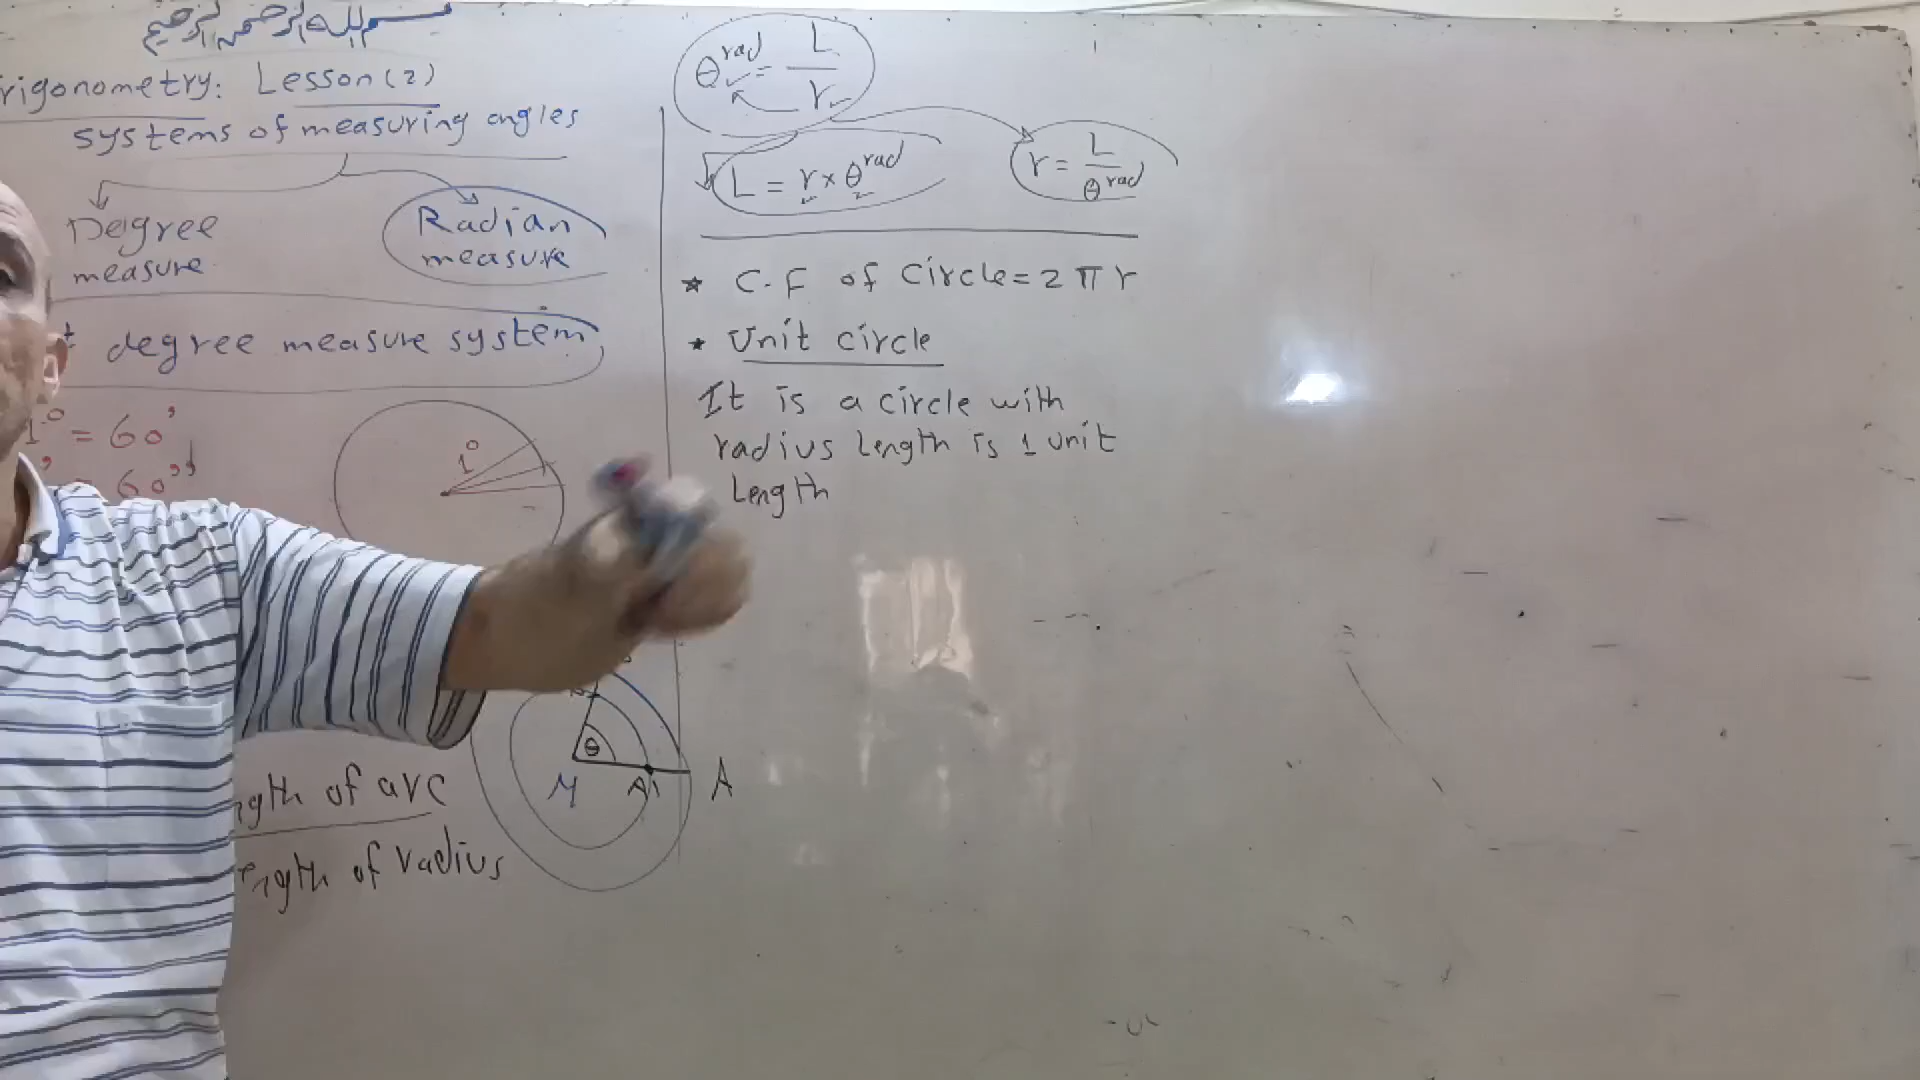 بسم الله الرحمن الرحيم
rigonometry: Lesson (2)
systems of measuring angles
Degree
measure
Radian
measure
degree measure system
1° = 60'
' = 60''
1°
θ
M
A1
A
ngth of arc
ength of radius
θ^rad = L / r
L = r × θ^rad
r = L / θ^rad
* C.F of circle = 2 π r
* Unit circle
It is a circle with
radius length is 1 unit
length